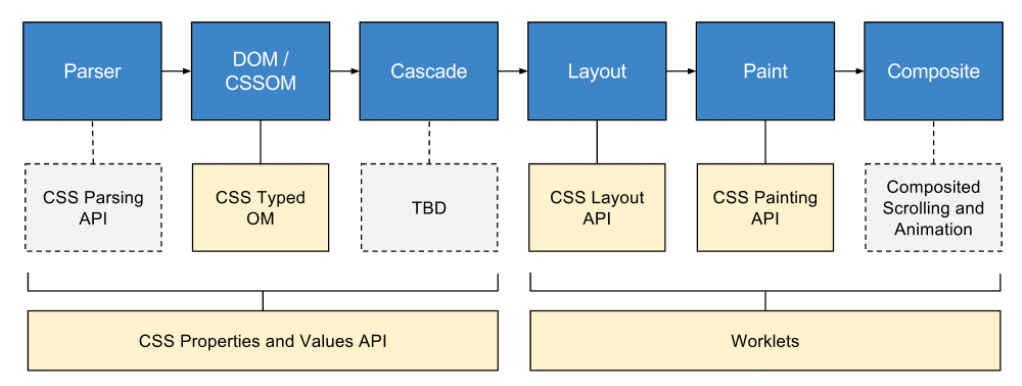 Parser
DOM /
CSSOM
Cascade
Layout
Paint
Composite
CSS Parsing
API
CSS Typed
OM
TBD
CSS Layout
API
CSS Painting
API
Composited
Scrolling and
Animation
CSS Properties and Values API
Worklets